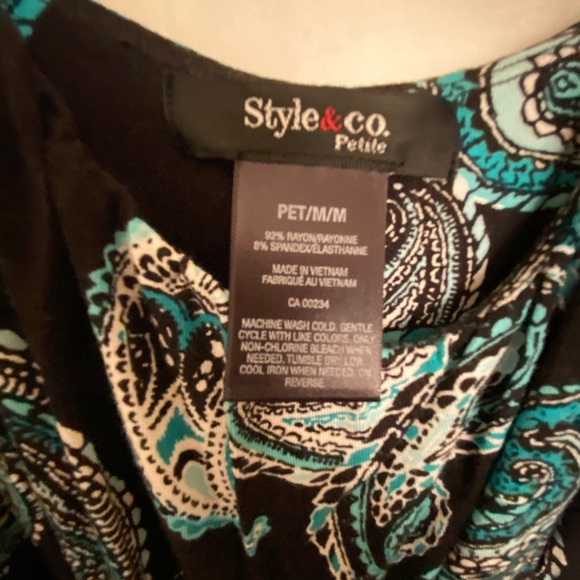 Style&co.
Petite
PET/M/M
92% RAYON/RAYONNE
8% SPANDEX/ELASTHANNE
MADE IN VIETNAM
FABRIQUÉ AU VIETNAM
CA 00234
MACHINE WASH COLD, GENTLE
CYCLE WITH LIKE COLORS, ONLY
NON-CHLORINE BLEACH WHEN
NEEDED, TUMBLE DRY LOW,
COOL IRON WHEN NEEDED, ON
REVERSE.